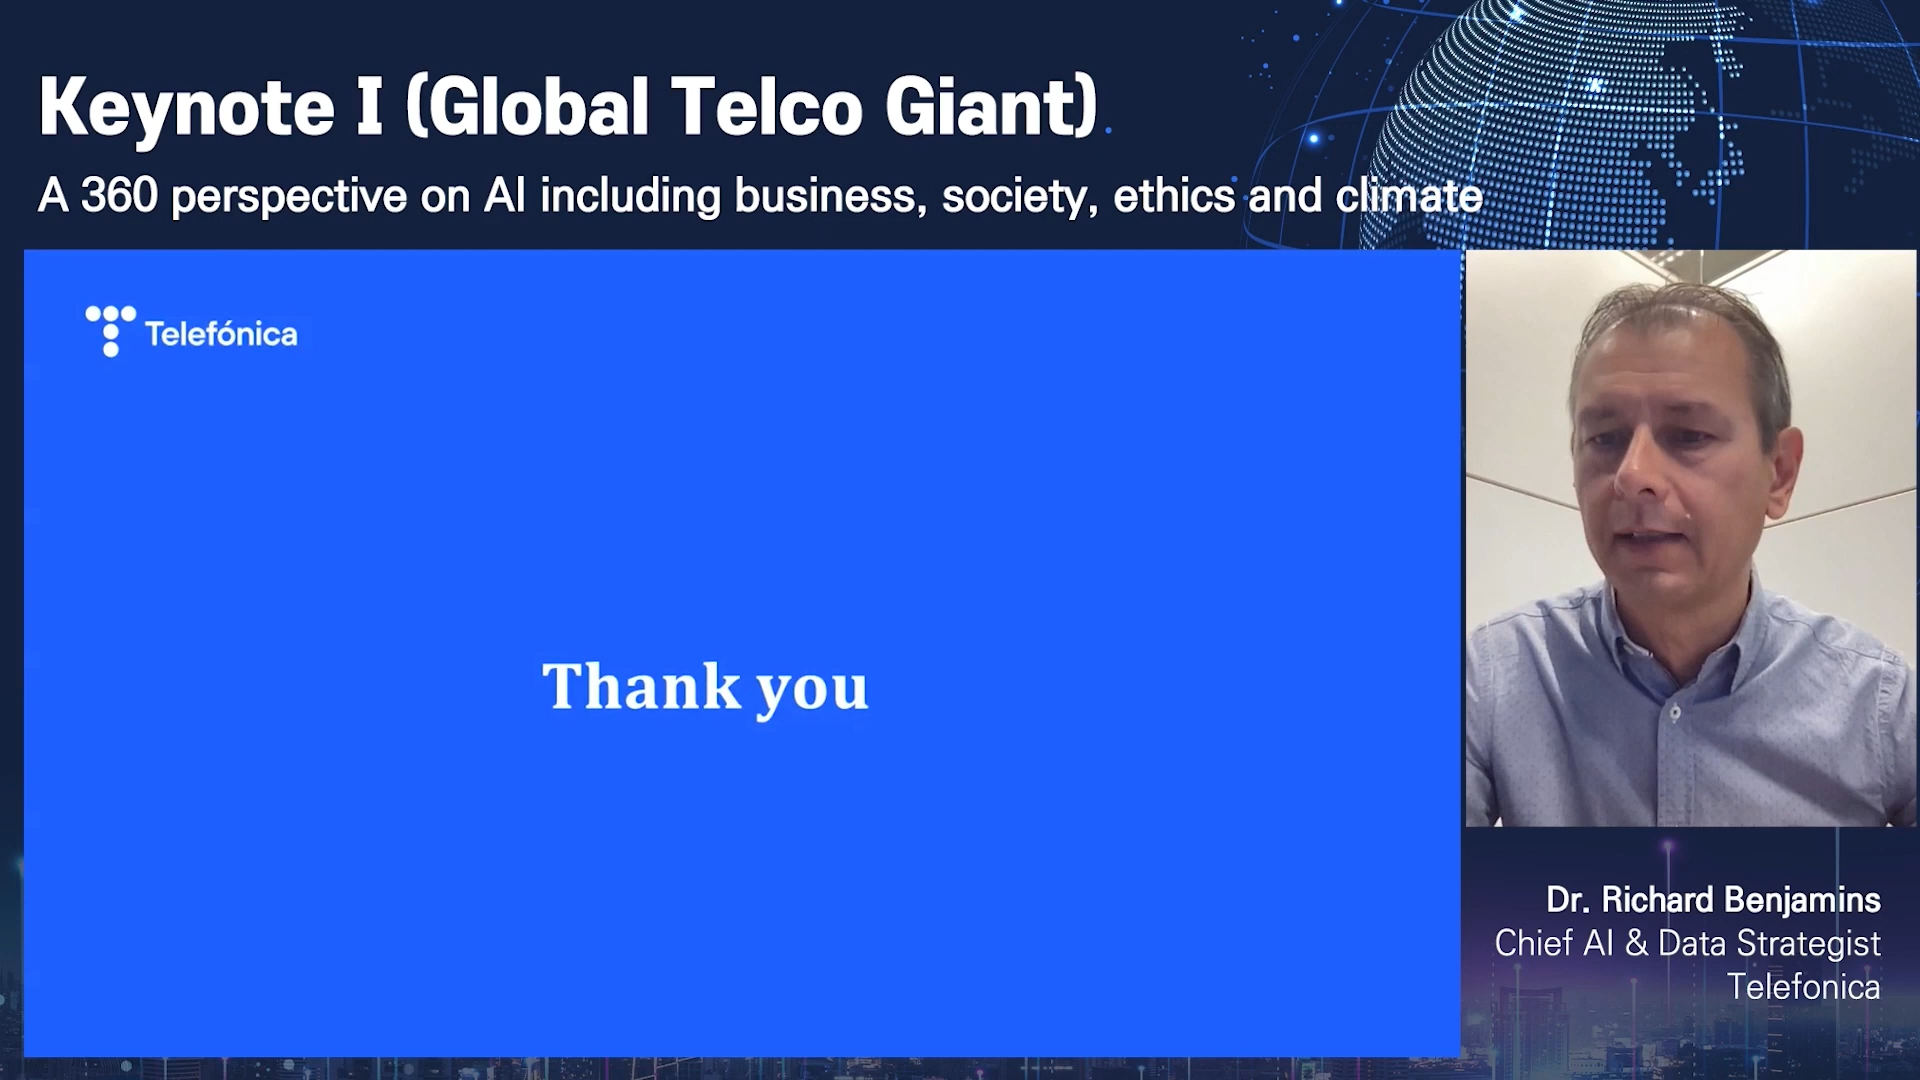 Keynote I (Global Telco Giant)
A 360 perspective on AI including business, society, ethics and climate
Telefónica
Thank you
Dr. Richard Benjamins
Chief AI & Data Strategist
Telefonica